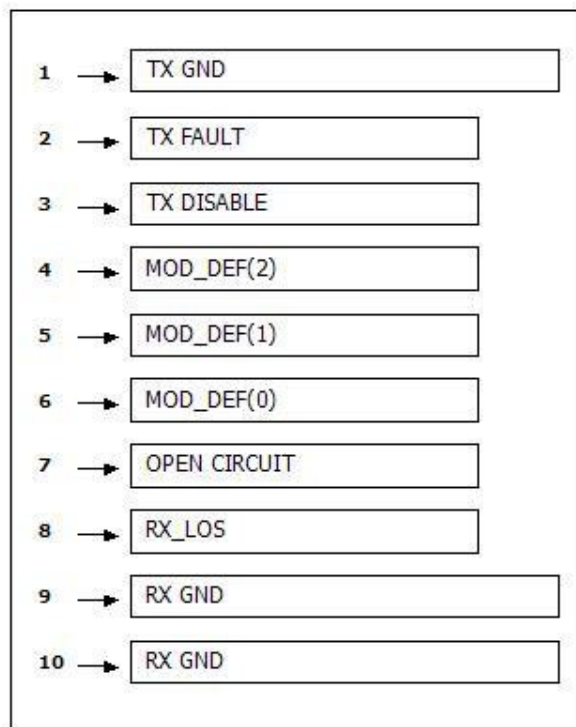 1 TX GND
2 TX FAULT
3 TX DISABLE
4 MOD_DEF(2)
5 MOD_DEF(1)
6 MOD_DEF(0)
7 OPEN CIRCUIT
8 RX_LOS
9 RX GND
10 RX GND